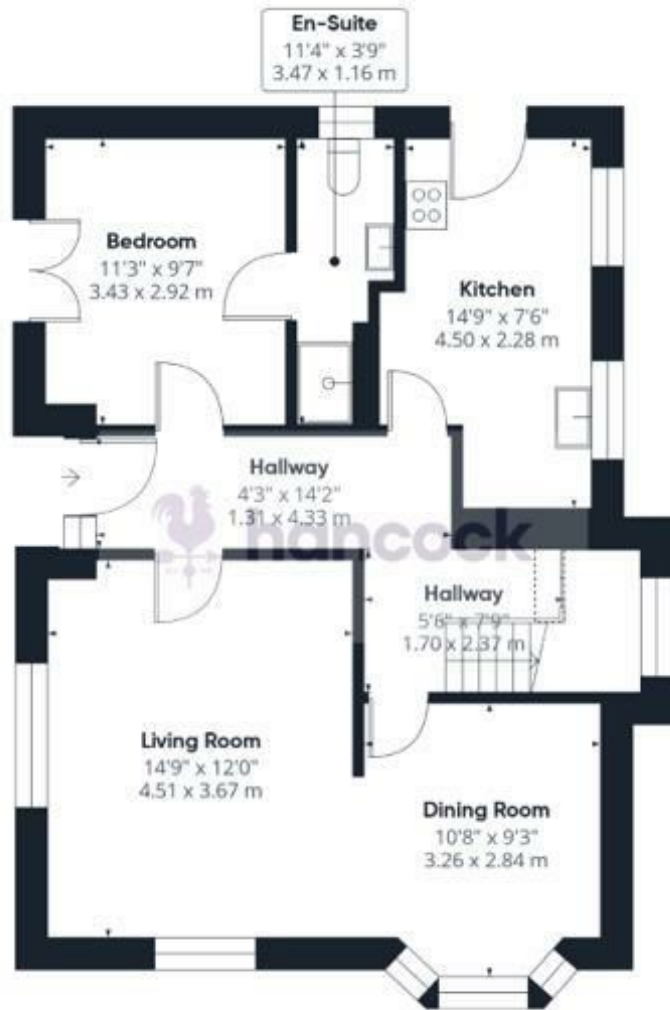 En-Suite
11'4" x 3'9"
3.47 x 1.16 m
Bedroom
11'3" x 9'7"
3.43 x 2.92 m
Kitchen
14'9" x 7'6"
4.50 x 2.28 m
Hallway
4'3" x 14'2"
1.31 x 4.33 m
hancock
Hallway
5'6" x 7'9"
1.70 x 2.37 m
Living Room
14'9" x 12'0"
4.51 x 3.67 m
Dining Room
10'8" x 9'3"
3.26 x 2.84 m